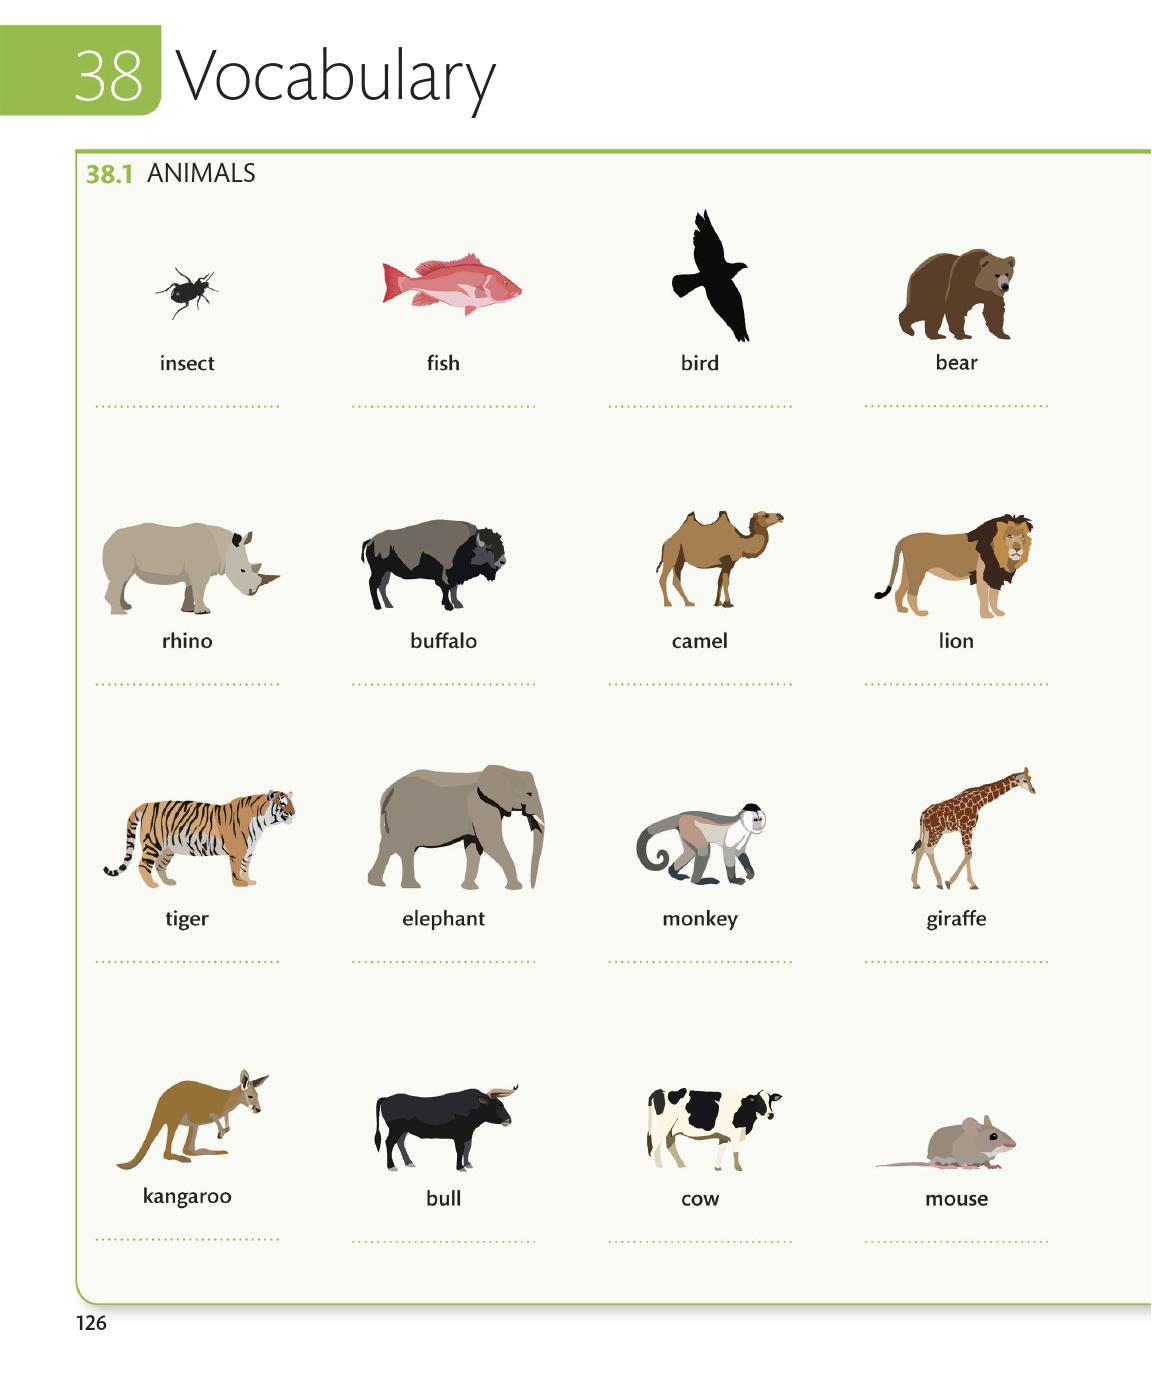 38 Vocabulary
38.1 ANIMALS
insect fish bird bear
rhino buffalo camel lion
tiger elephant monkey giraffe
kangaroo bull cow mouse
126